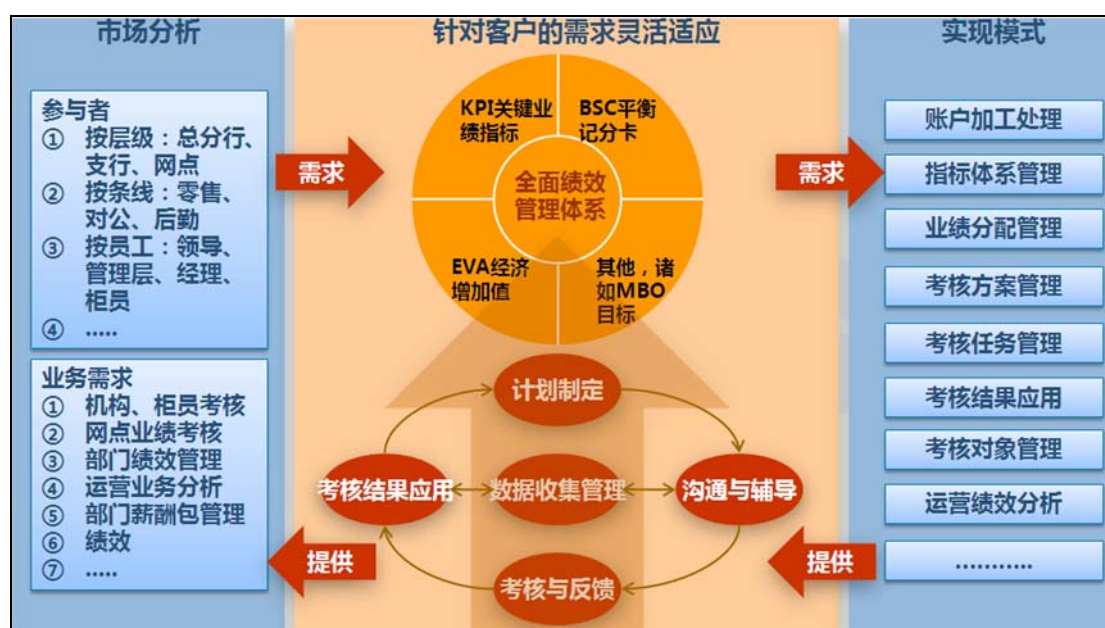 市场分析
参与者
① 按层级：总分行、
支行、网点
② 按条线：零售、
对公、后勤
③ 按员工：领导、
管理层、经理、
柜员
④ .....
业务需求
① 机构、柜员考核
② 网点业绩考核
③ 部门绩效管理
④ 运营业务分析
⑤ 部门薪酬包管理
⑥ 绩效
⑦ .....
针对客户的需求灵活适应
需求
KPI关键业
绩指标
BSC平衡
记分卡
全面绩效
管理体系
EVA经济
增加值
其他，诸
如MBO
目标
需求
计划制定
考核结果应用
数据收集管理
沟通与辅导
考核与反馈
提供
提供
实现模式
账户加工处理
指标体系管理
业绩分配管理
考核方案管理
考核任务管理
考核结果应用
考核对象管理
运营绩效分析
...........